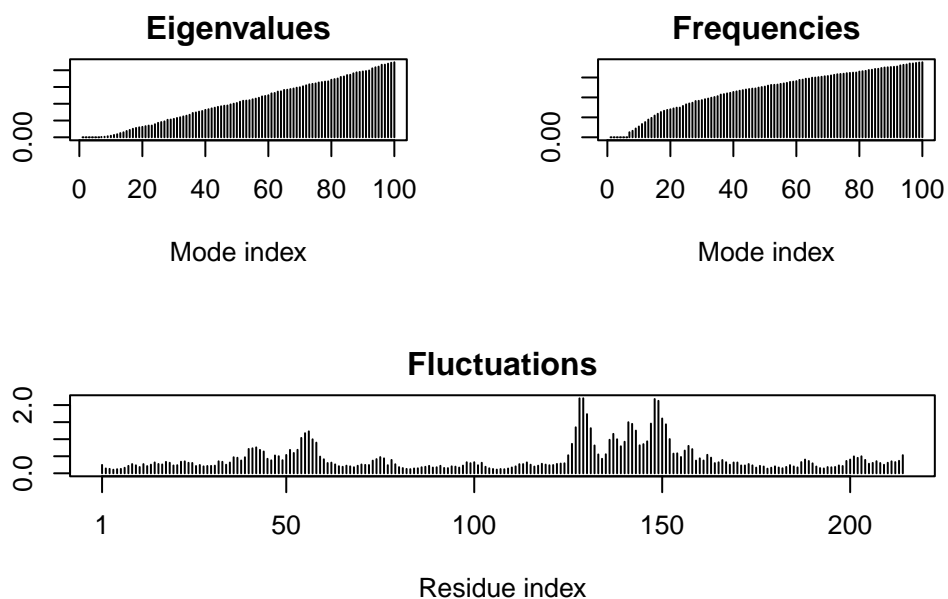 Eigenvalues
0.00
0 20 40 60 80 100
Mode index
Frequencies
0.00
0 20 40 60 80 100
Mode index
Fluctuations
2.0
0.0
1 50 100 150 200
Residue index